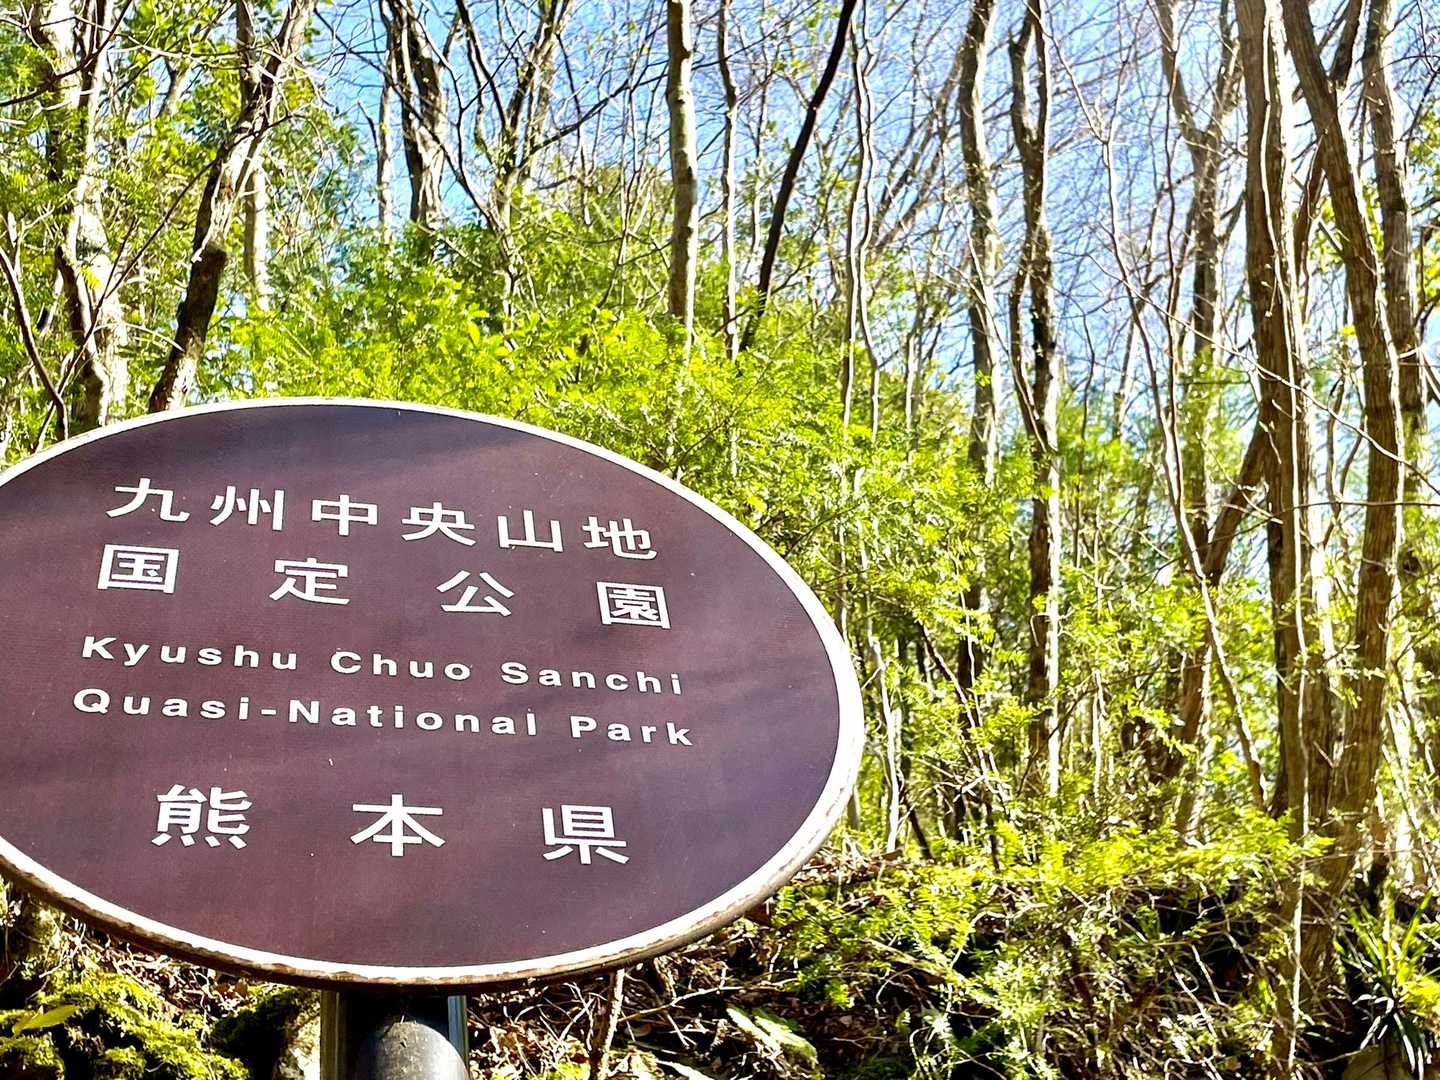 九州中央山地
国定公園
Kyushu Chuo Sanchi
Quasi-National Park
熊本県